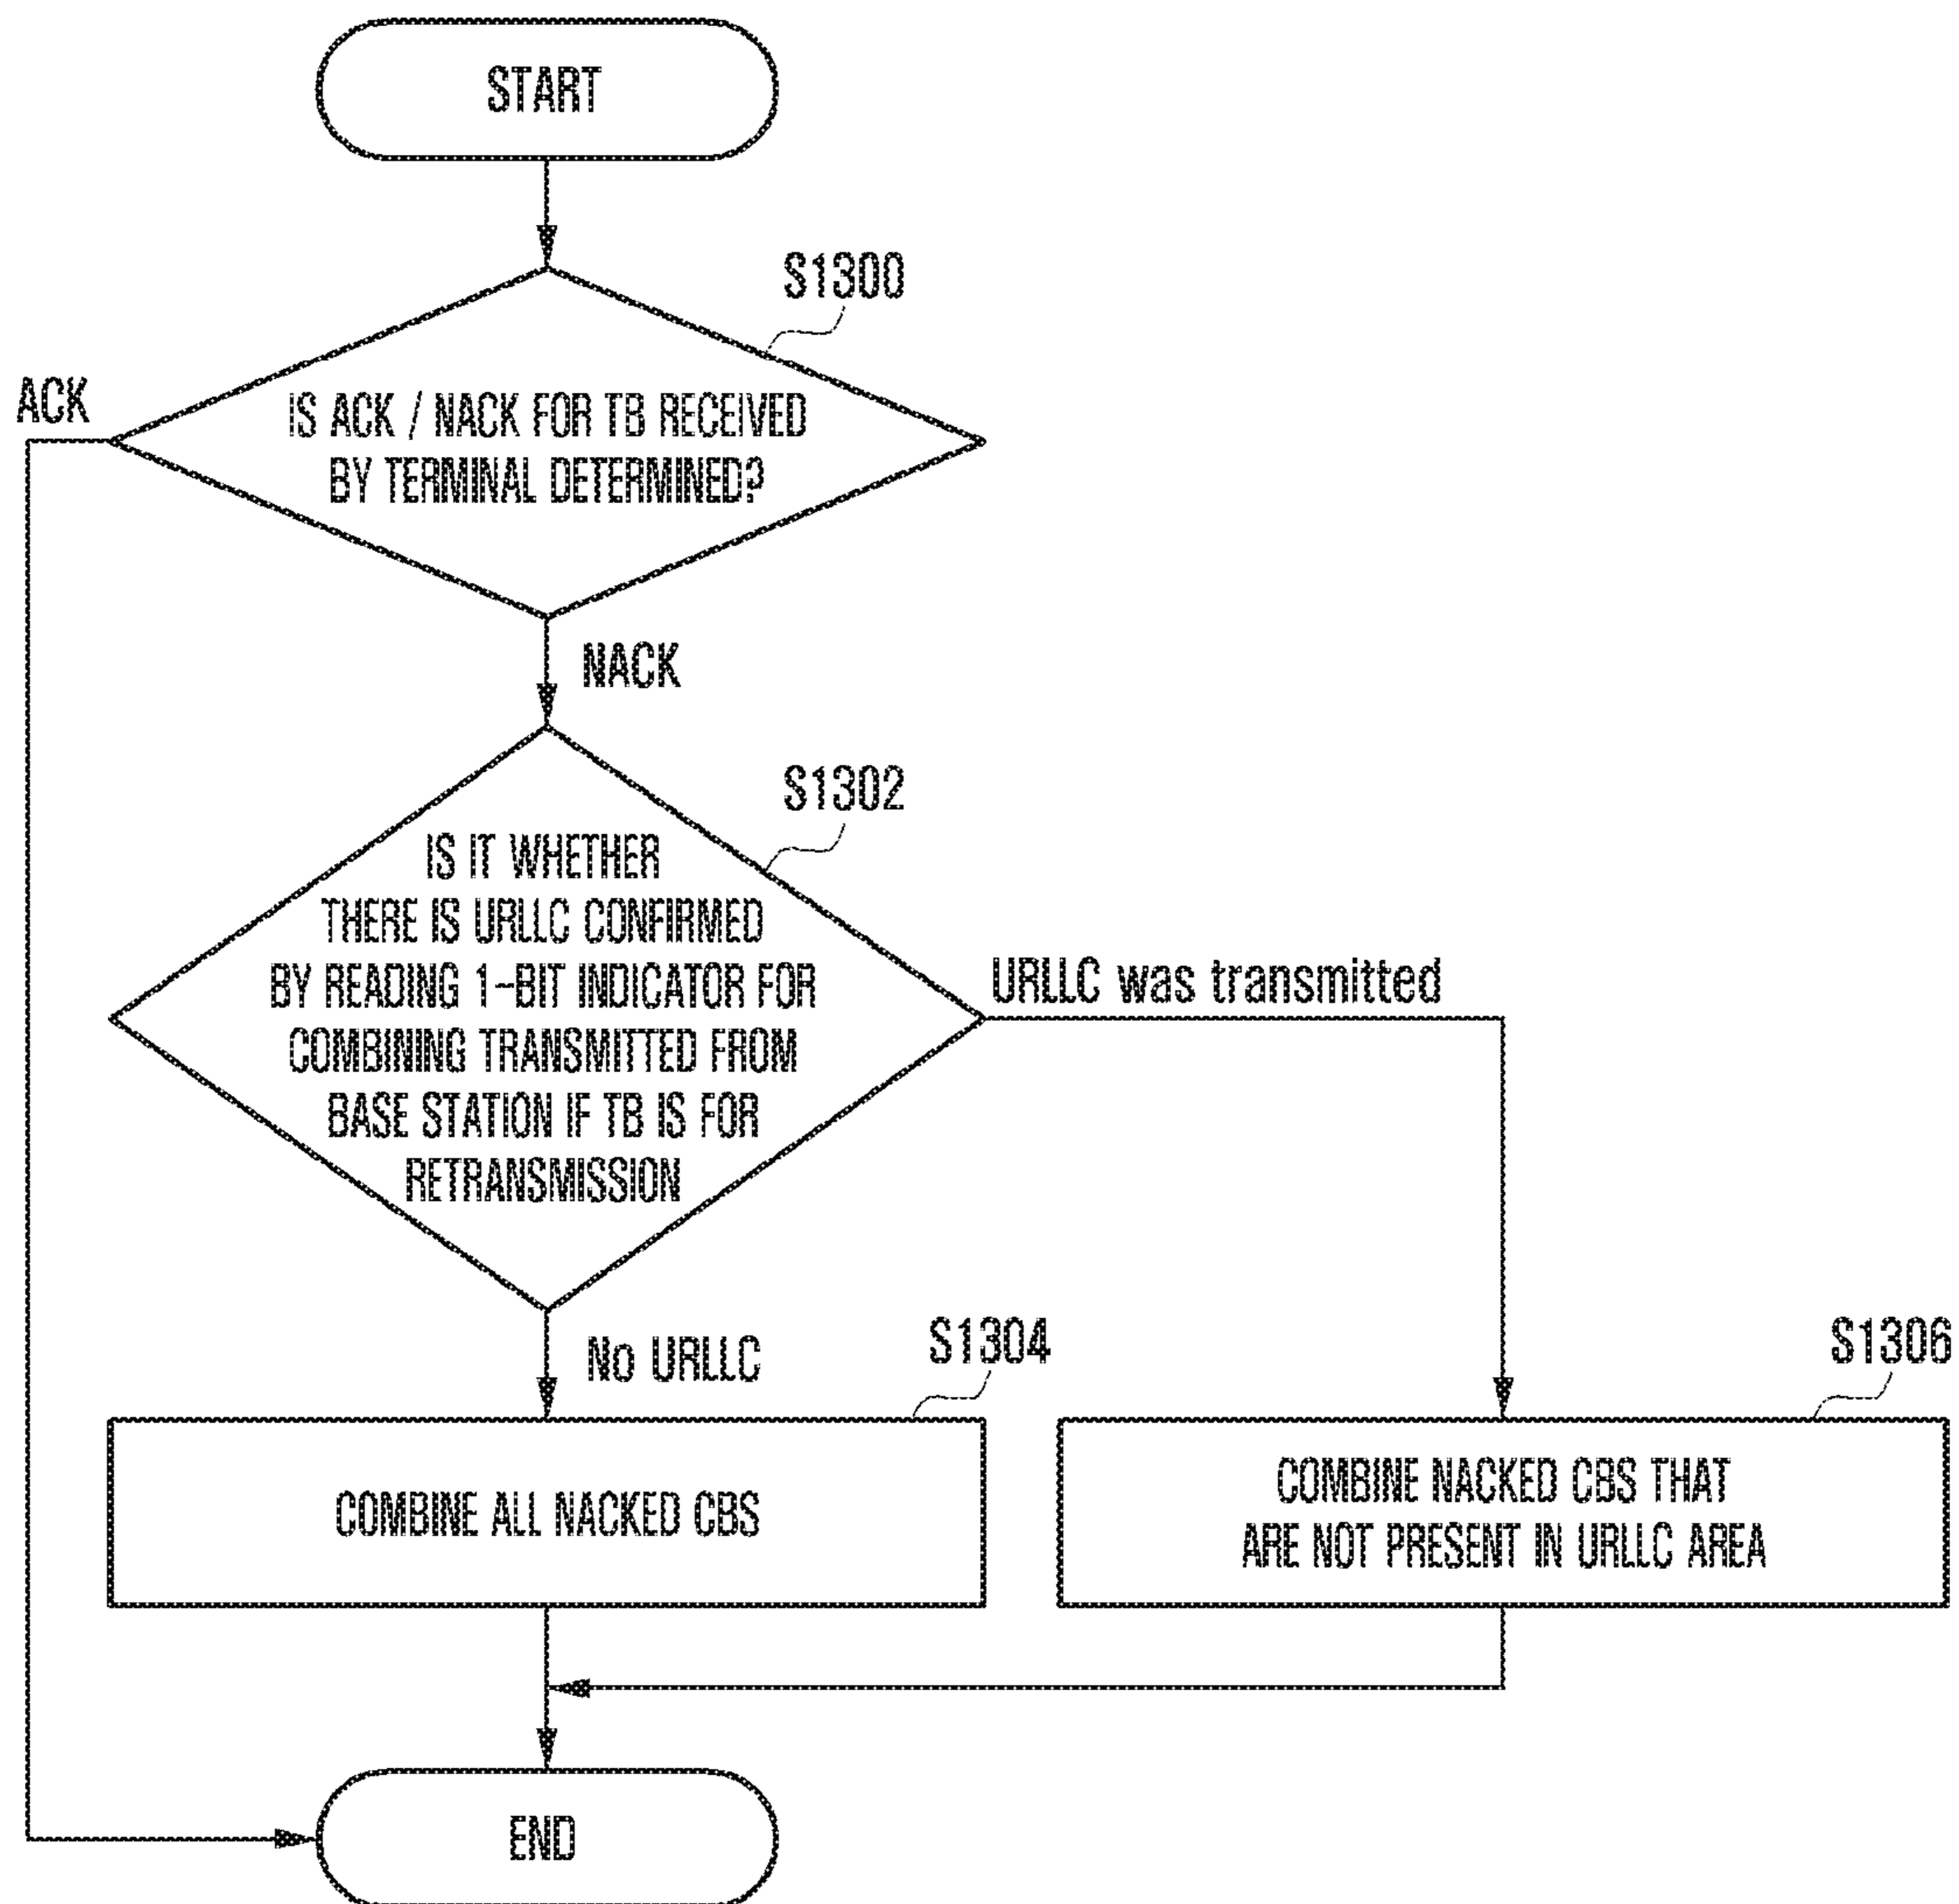 START
S1300
ACK
IS ACK / NACK FOR TB RECEIVED
BY TERMINAL DETERMINED?
NACK
S1302
IS IT WHETHER
THERE IS URLLC CONFIRMED
BY READING 1-BIT INDICATOR FOR
COMBINING TRANSMITTED FROM
BASE STATION IF TB IS FOR
RETRANSMISSION
URLLC was transmitted
No URLLC
S1304
S1306
COMBINE ALL NACKED CBS
COMBINE NACKED CBS THAT
ARE NOT PRESENT IN URLLC AREA
END